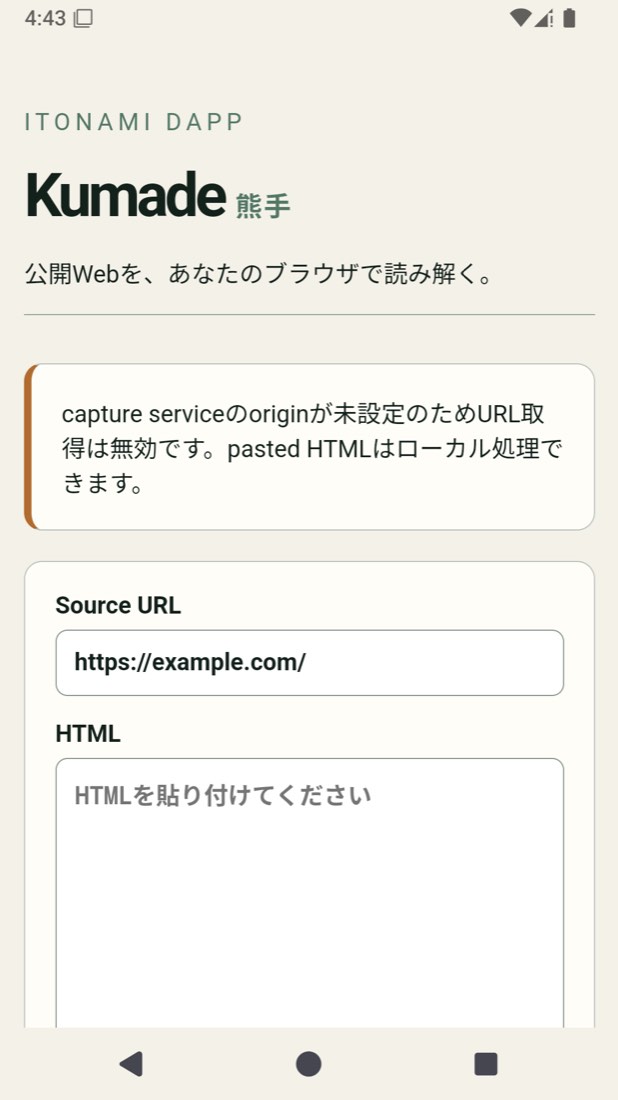 4:43
ITONAMI DAPP
Kumade 熊手
公開Webを、あなたのブラウザで読み解く。
capture serviceのoriginが未設定のためURL取
得は無効です。pasted HTMLはローカル処理で
きます。
Source URL
https://example.com/
HTML
HTMLを貼り付けてください